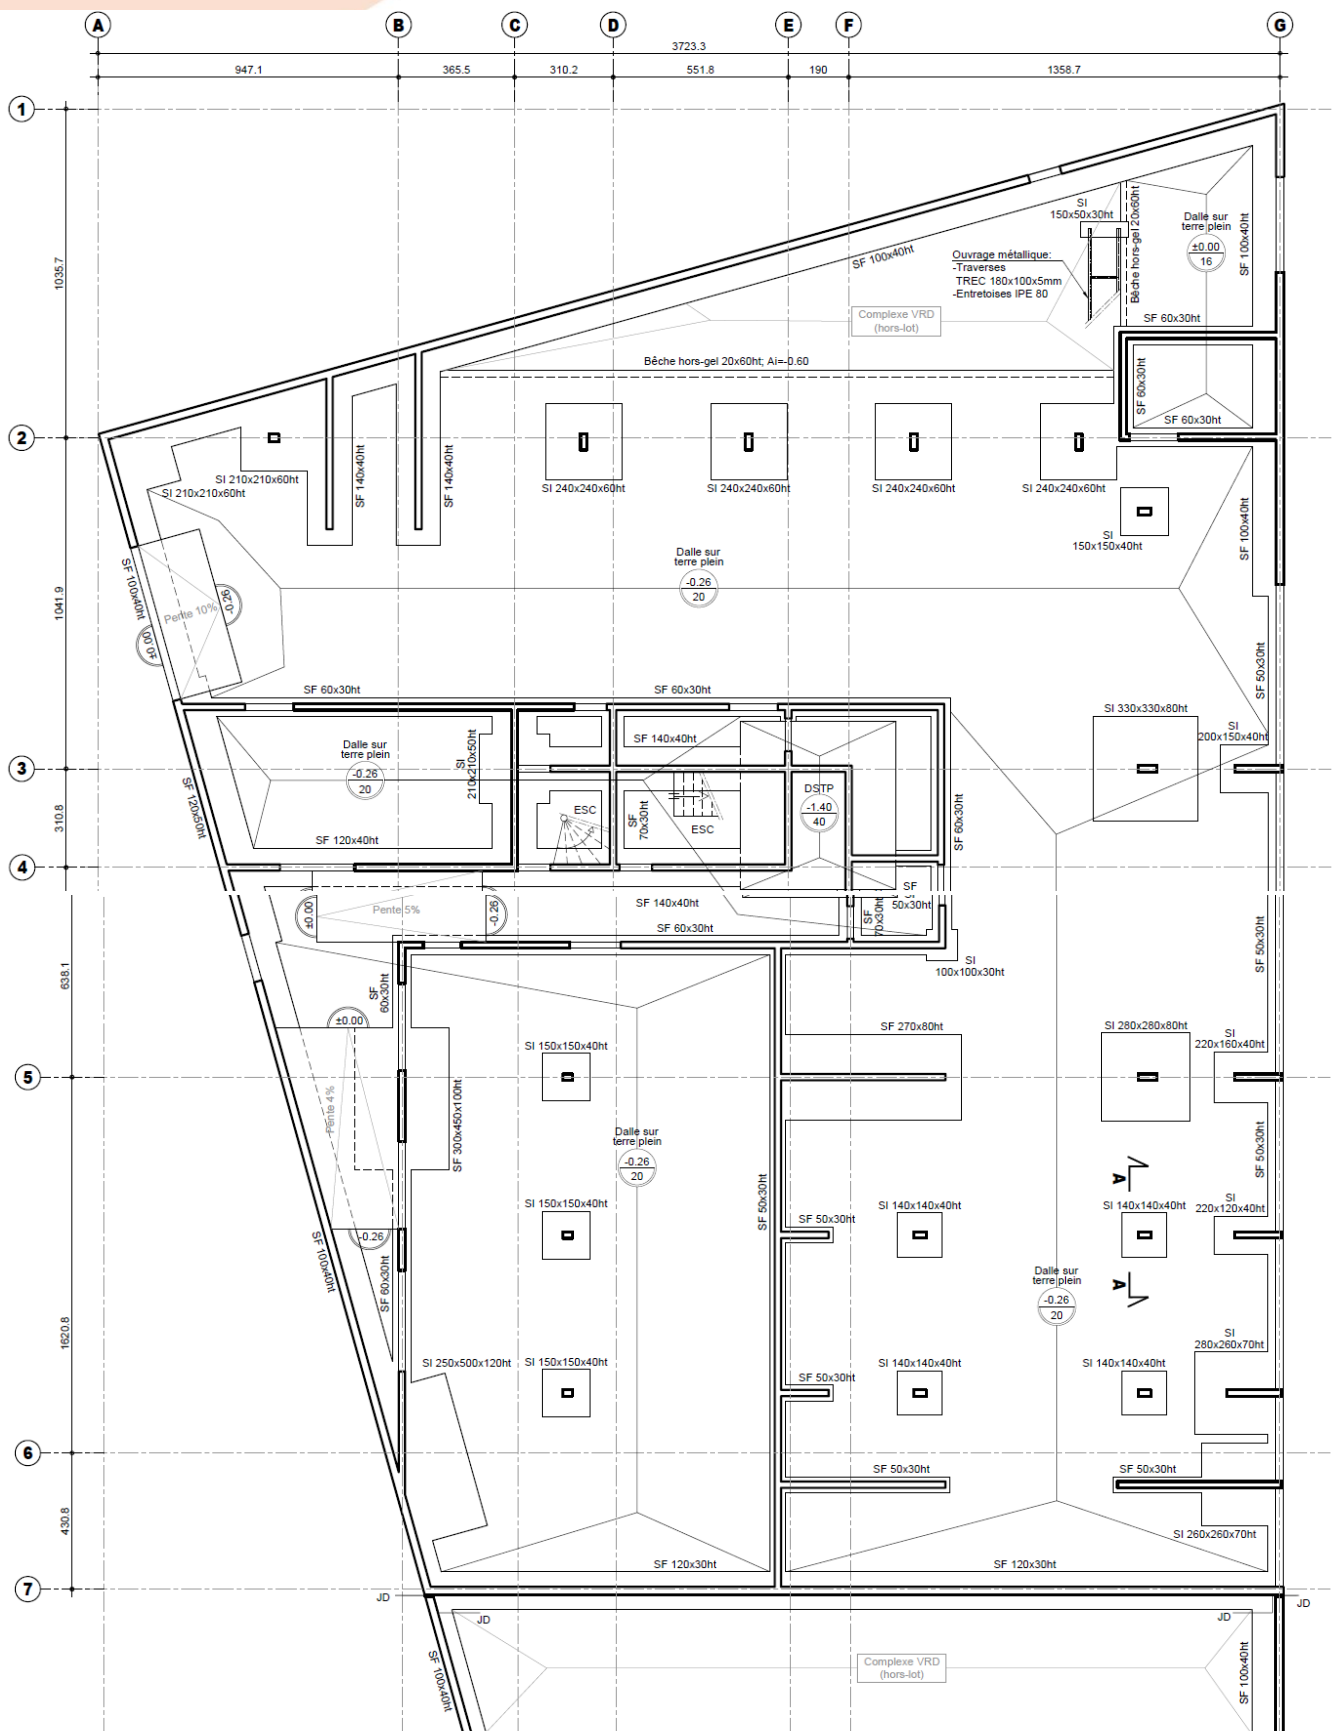 A
B
C
D
E
F
G
3723.3
947.1
365.5
310.2
551.8
190
1358.7
1
1035.7
SI
150x50x30ht
Bêche hors-gel 20x60ht
Dalle sur
terre plein
±0.00
16
SF 100x40ht
SF 100x40ht
Ouvrage métallique:
-Traverses
TREC 180x100x5mm
-Entretoises IPE 80
Complexe VRD
(hors-lot)
SF 60x30ht
Bêche hors-gel 20x60ht; Ai=-0.60
SF 60x30ht
SF 60x30ht
2
SI 210x210x60ht
SI 210x210x60ht
SF 140x40ht
SF 140x40ht
SI 240x240x60ht
SI 240x240x60ht
SI 240x240x60ht
SI 240x240x60ht
SI
150x150x40ht
SF 100x40ht
Dalle sur
terre plein
-0.26
20
1041.9
SF 100x40ht
Pente 10%
-0.26
±0.00
SF 60x30ht
SF 60x30ht
SF 50x30ht
SI 330x330x80ht
SI
200x150x40ht
3
Dalle sur
terre plein
-0.26
20
SI
210x210x50ht
SF 140x40ht
DSTP
-1.40
40
310.8
SF 120x50ht
SF 120x40ht
ESC
SF
70x30ht
ESC
SF 60x30ht
4
Pente 5%
±0.00
-0.26
SF 140x40ht
SF 60x30ht
SF
70x30ht
SF
50x30ht
SI
100x100x30ht
SF 50x30ht
638.1
SF
60x30ht
±0.00
SF 270x80ht
SI 280x280x80ht
SI
220x160x40ht
SI 150x150x40ht
5
Pente 4%
SF 300x450x100ht
Dalle sur
terre plein
-0.26
20
SF 50x30ht
SF 50x30ht
A
SI 150x150x40ht
SF 50x30ht
SI 140x140x40ht
SI 140x140x40ht
SI
220x120x40ht
-0.26
SF 100x40ht
SF 60x30ht
Dalle sur
terre plein
-0.26
20
A
1620.8
SI 250x500x120ht
SI 150x150x40ht
SF 50x30ht
SI 140x140x40ht
SI 140x140x40ht
SI
280x260x70ht
6
SF 50x30ht
SF 50x30ht
430.8
SI 260x260x70ht
SF 120x30ht
SF 120x30ht
7
JD
JD
JD
JD
SF 100x40ht
Complexe VRD
(hors-lot)
SF 100x40ht